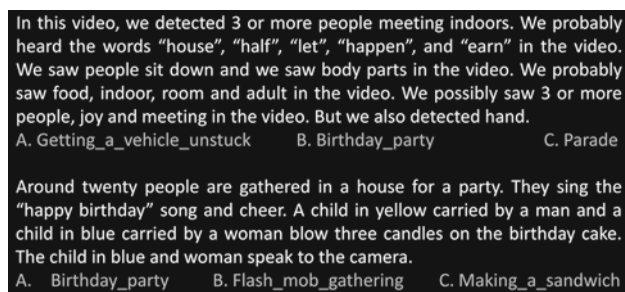 In this video, we detected 3 or more people meeting indoors. We probably
heard the words “house”, “half”, “let”, “happen”, and “earn” in the video.
We saw people sit down and we saw body parts in the video. We probably
saw food, indoor, room and adult in the video. We possibly saw 3 or more
people, joy and meeting in the video. But we also detected hand.
A. Getting_a_vehicle_unstuck B. Birthday_party C. Parade
Around twenty people are gathered in a house for a party. They sing the
“happy birthday” song and cheer. A child in yellow carried by a man and a
child in blue carried by a woman blow three candles on the birthday cake.
The child in blue and woman speak to the camera.
A. Birthday_party B. Flash_mob_gathering C. Making_a_sandwich